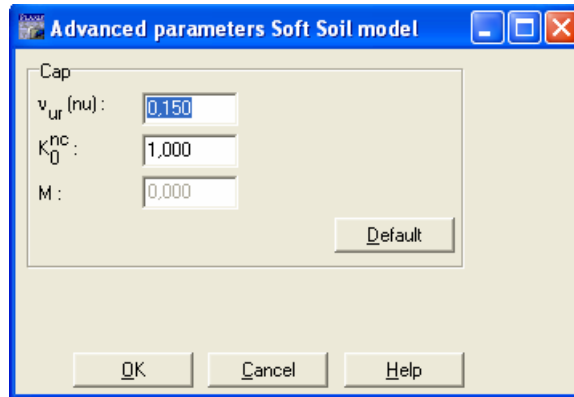 Advanced parameters Soft Soil model
Cap
νur (nu) : 0,150
K0nc : 1,000
M : 0,000
Default
OK Cancel Help